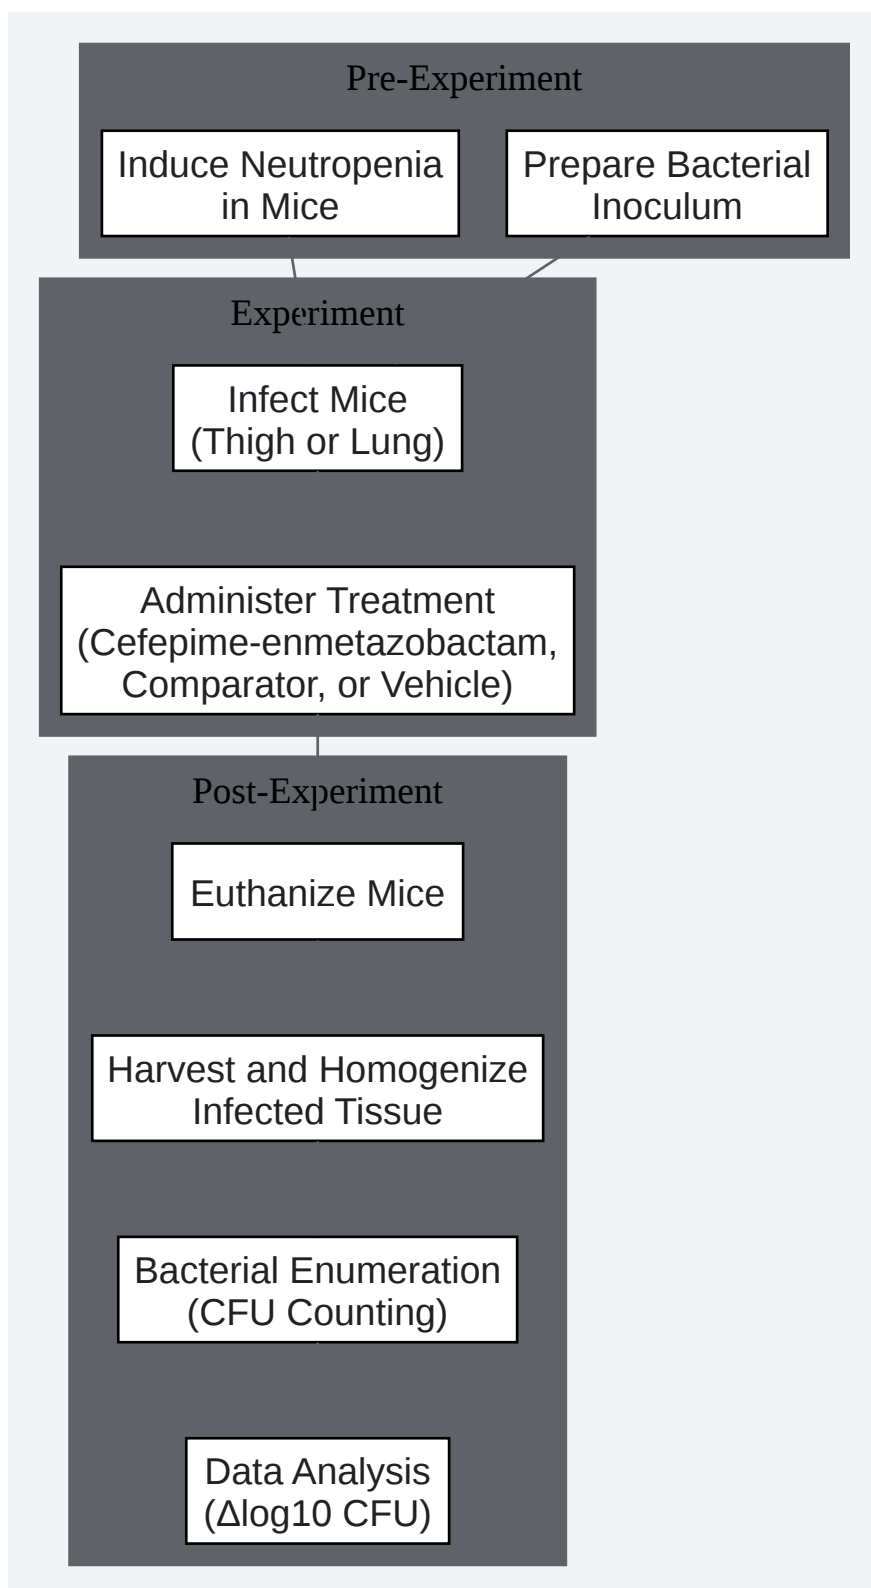 Pre-Experiment
Induce Neutropenia
in Mice
Prepare Bacterial
Inoculum
Experiment
Infect Mice
(Thigh or Lung)
Administer Treatment
(Cefepime-enmetazobactam,
Comparator, or Vehicle)
Post-Experiment
Euthanize Mice
Harvest and Homogenize
Infected Tissue
Bacterial Enumeration
(CFU Counting)
Data Analysis
(Δlog10 CFU)